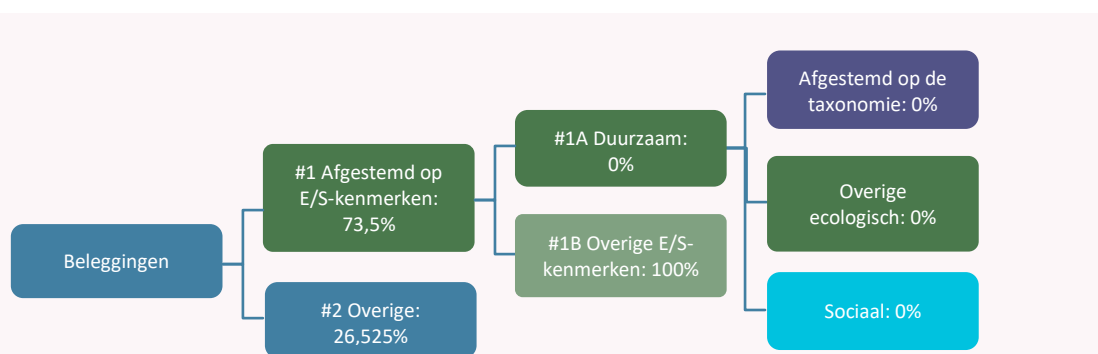 Beleggingen
#1 Afgestemd op
E/S-kenmerken:
73,5%
#2 Overige:
26,525%
#1A Duurzaam:
0%
#1B Overige E/S-
kenmerken: 100%
Afgestemd op de
taxonomie: 0%
Overige
ecologisch: 0%
Sociaal: 0%